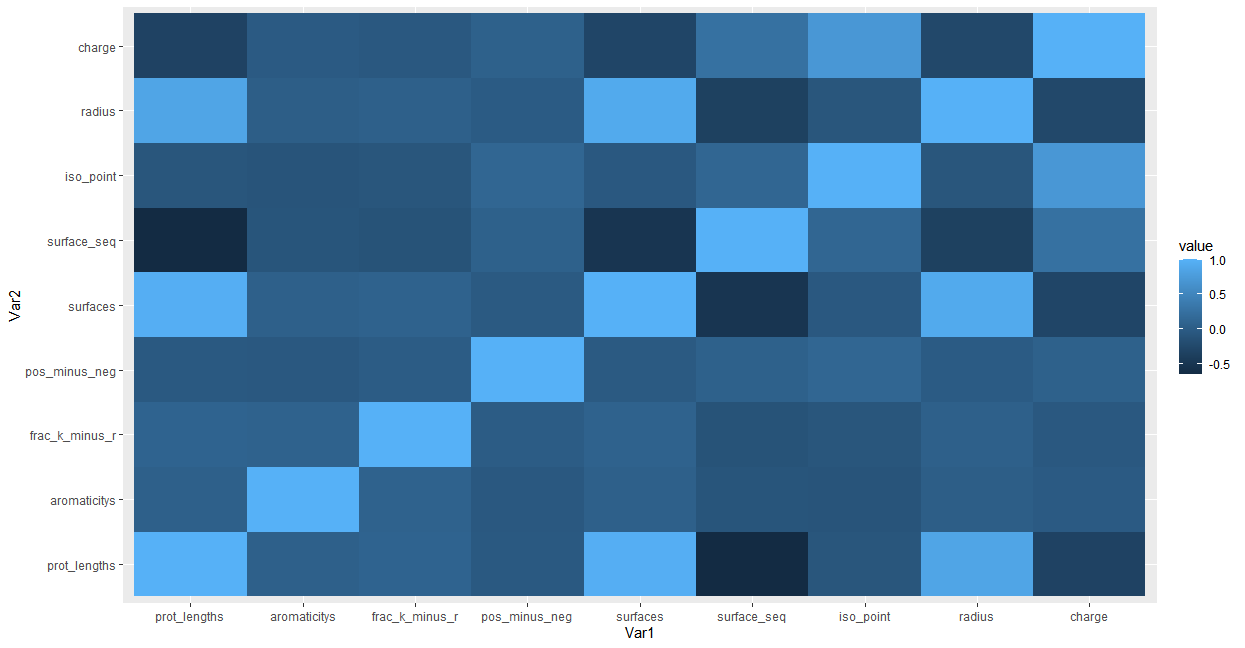 charge
radius
iso_point
surface_seq
surfaces
pos_minus_neg
frac_k_minus_r
aromaticitys
prot_lengths
Var2
prot_lengths aromaticitys frac_k_minus_r pos_minus_neg surfaces surface_seq iso_point radius charge
Var1
value
1.0
0.5
0.0
-0.5